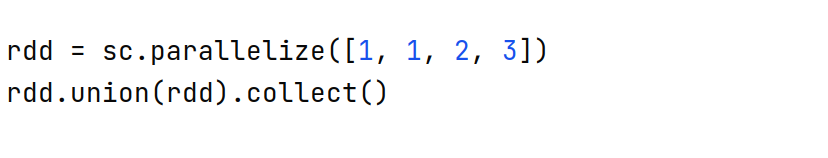 rdd = sc.parallelize([1, 1, 2, 3])
rdd.union(rdd).collect()